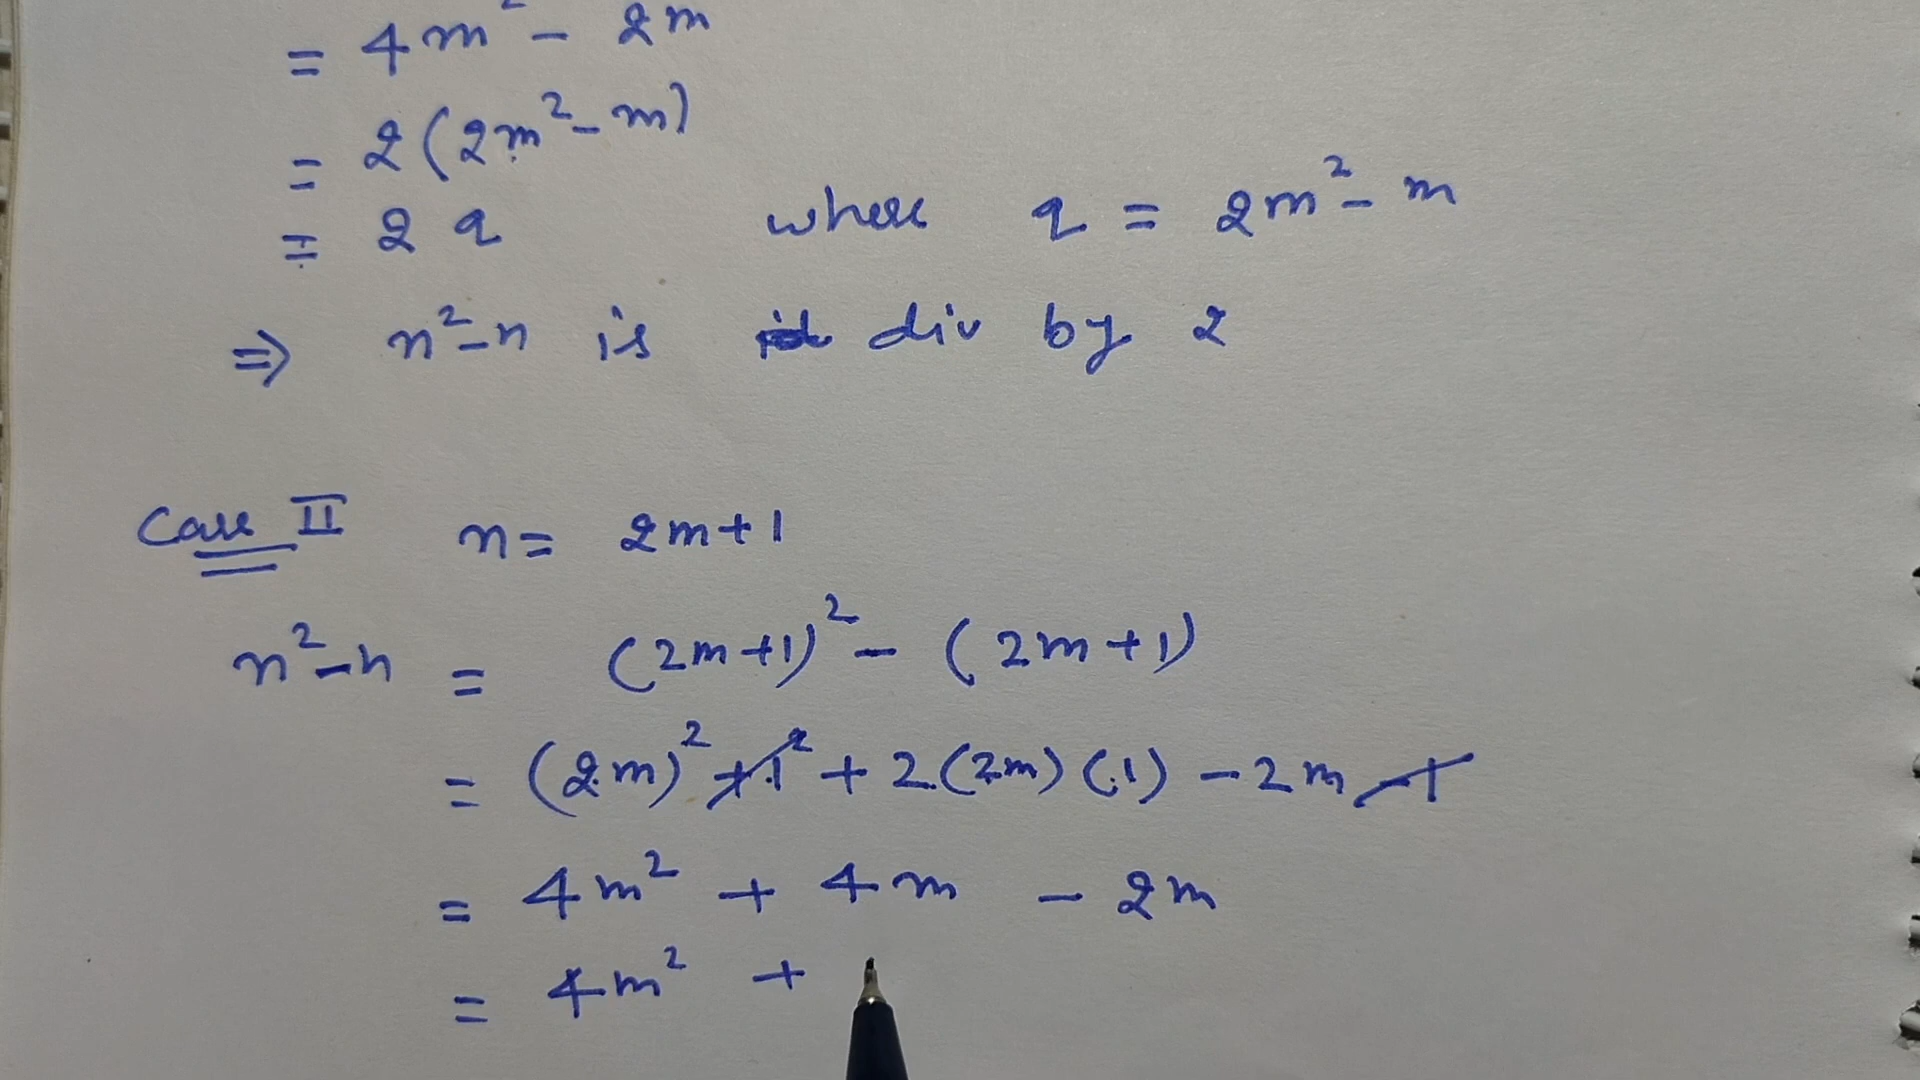 = 4m² - 2m
= 2(2m² - m)
= 2q where q = 2m² - m
⇒ n² - n is div by 2
Case II n = 2m+1
n² - n = (2m+1)² - (2m+1)
= (2m)² + 1² + 2(2m)(1) - 2m - 1
= 4m² + 4m - 2m
= 4m² +